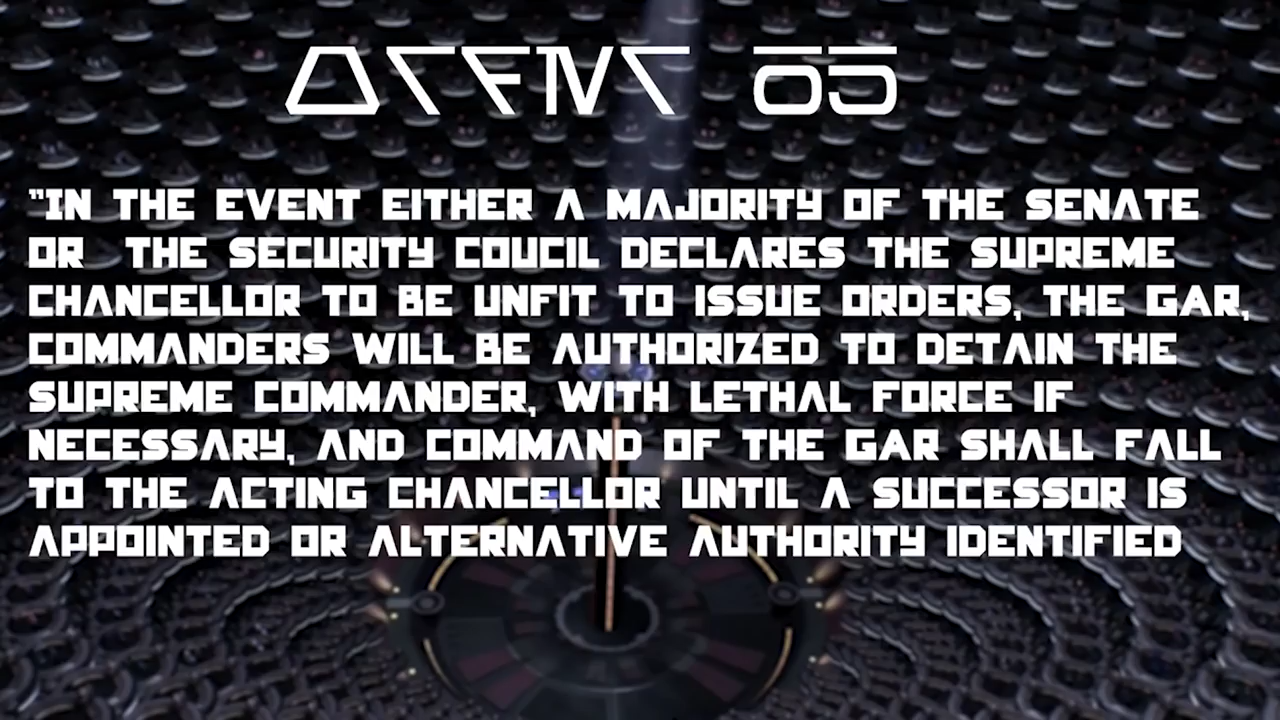 ORDER 65
"IN THE EVENT EITHER A MAJORITY OF THE SENATE
OR THE SECURITY COUCIL DECLARES THE SUPREME
CHANCELLOR TO BE UNFIT TO ISSUE ORDERS, THE GAR,
COMMANDERS WILL BE AUTHORIZED TO DETAIN THE
SUPREME COMMANDER, WITH LETHAL FORCE IF
NECESSARY, AND COMMAND OF THE GAR SHALL FALL
TO THE ACTING CHANCELLOR UNTIL A SUCCESSOR IS
APPOINTED OR ALTERNATIVE AUTHORITY IDENTIFIED